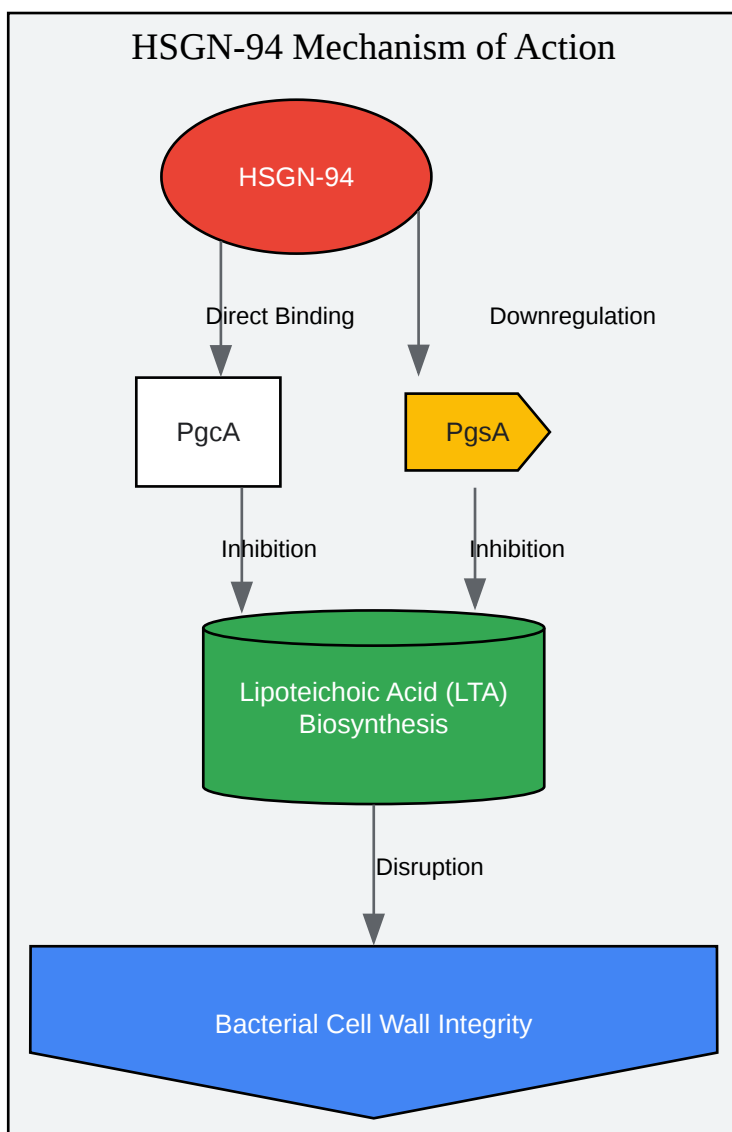 HSGN-94 Mechanism of Action
HSGN-94
Direct Binding
Downregulation
PgcA
PgsA
Inhibition
Inhibition
Lipoteichoic Acid (LTA)
Biosynthesis
Disruption
Bacterial Cell Wall Integrity